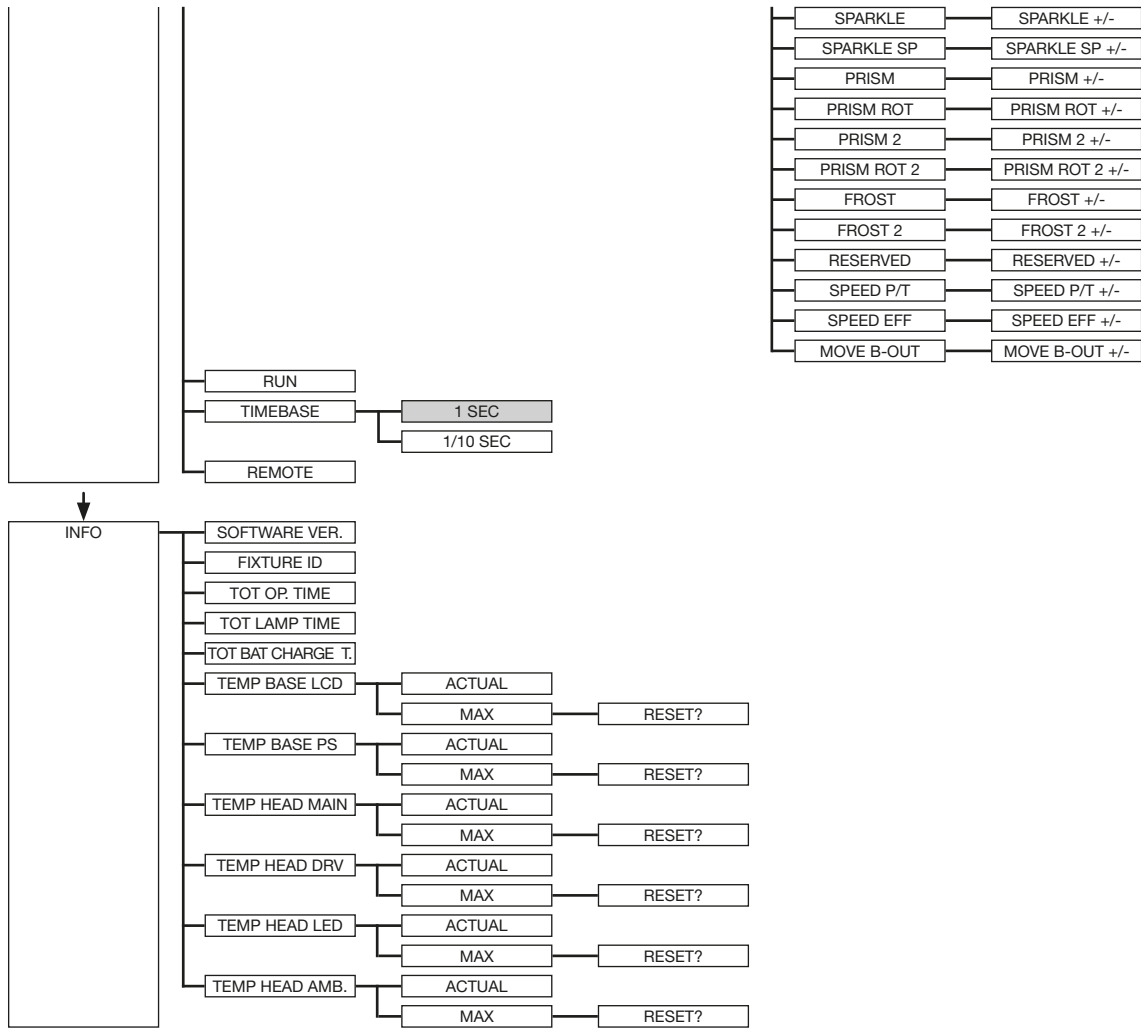 SPARKLE SPARKLE +/-
SPARKLE SP SPARKLE SP +/-
PRISM PRISM +/-
PRISM ROT PRISM ROT +/-
PRISM 2 PRISM 2 +/-
PRISM ROT 2 PRISM ROT 2 +/-
FROST FROST +/-
FROST 2 FROST 2 +/-
RESERVED RESERVED +/-
SPEED P/T SPEED P/T +/-
SPEED EFF SPEED EFF +/-
MOVE B-OUT MOVE B-OUT +/-
RUN
TIMEBASE 1 SEC
1/10 SEC
REMOTE
INFO SOFTWARE VER.
FIXTURE ID
TOT OP. TIME
TOT LAMP TIME
TOT BAT CHARGE T.
TEMP BASE LCD ACTUAL
MAX RESET?
TEMP BASE PS ACTUAL
MAX RESET?
TEMP HEAD MAIN ACTUAL
MAX RESET?
TEMP HEAD DRV ACTUAL
MAX RESET?
TEMP HEAD LED ACTUAL
MAX RESET?
TEMP HEAD AMB. ACTUAL
MAX RESET?